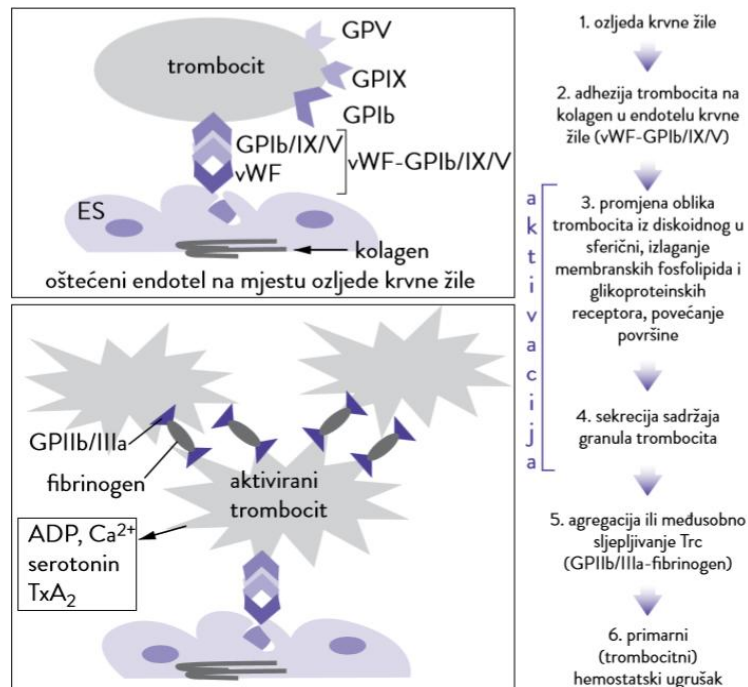 trombocit
GPV
GPIX
GPIb
GPIb/IX/V
vWF
vWF-GPIb/IX/V
ES
kolagen
oštećeni endotel na mjestu ozljede krvne žile
GPIIb/IIIa
fibrinogen
aktivirani
trombocit
ADP, Ca²⁺
serotonin
TxA₂
1. ozljeda krvne žile
2. adhezija trombocita na
kolagen u endotelu krvne
žile (vWF-GPIb/IX/V)
aktivacija
3. promjena oblika
trombocita iz diskoidnog u
sferični, izlaganje
membranskih fosfolipida i
glikoproteinskih
receptora, povećanje
površine
4. sekrecija sadržaja
granula trombocita
5. agregacija ili međusobno
sljepljivanje Trc
(GPIIb/IIIa-fibrinogen)
6. primarni
(trombocitni)
hemostatski ugrušak